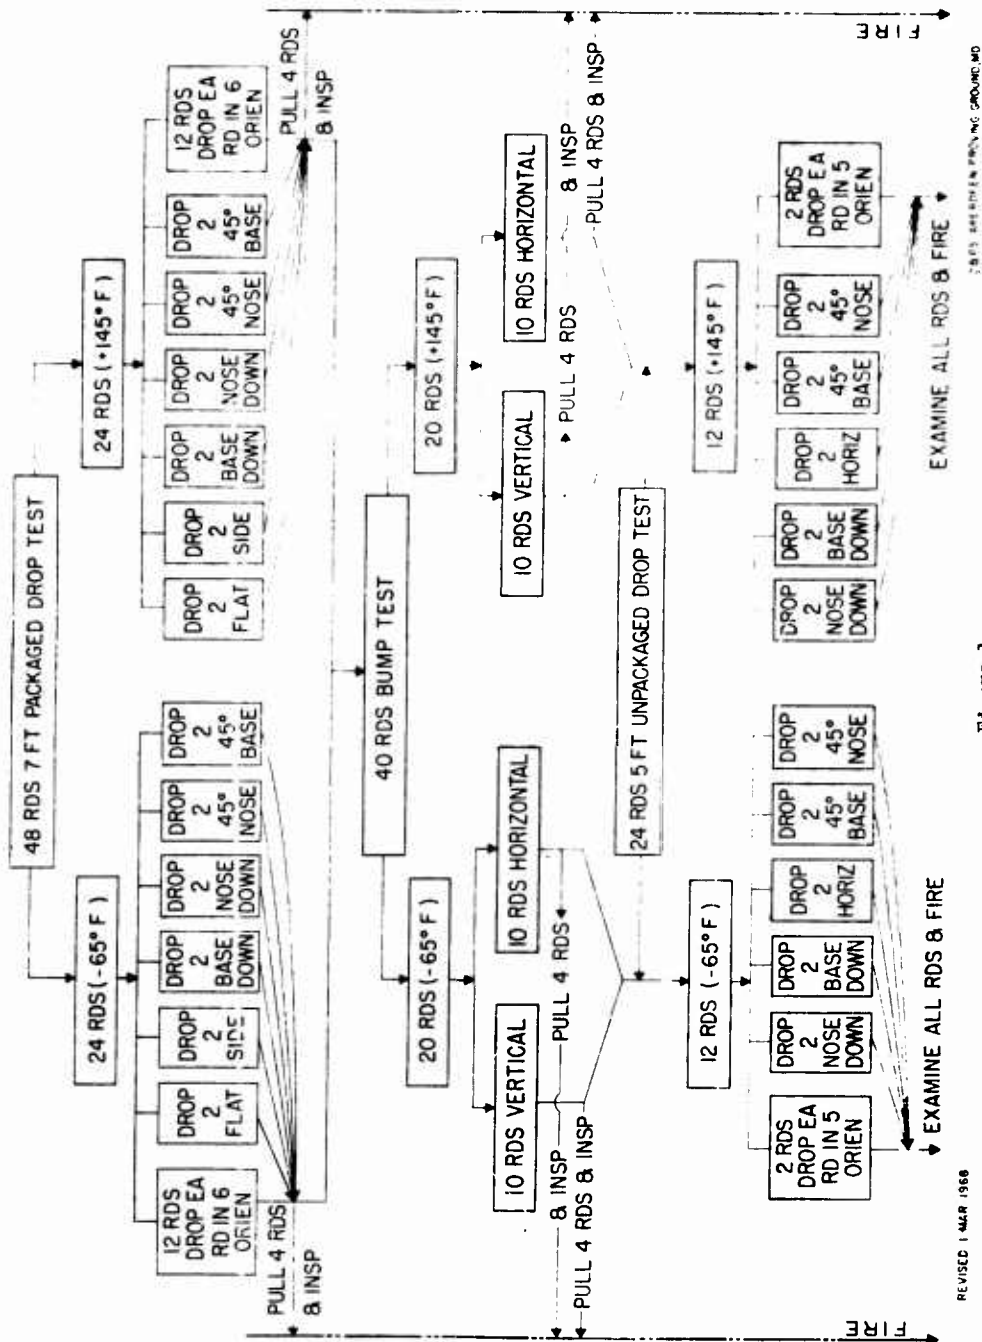 48 RDS 7 FT PACKAGED DROP TEST
24 RDS (-65° F)
24 RDS (+145° F)
12 RDS
DROP EA
RD IN 6
ORIEN
DROP
2
FLAT
DROP
2
SIDE
DROP
2
BASE
DOWN
DROP
2
NOSE
DOWN
DROP
2
45°
NOSE
DROP
2
45°
BASE
DROP
2
FLAT
DROP
2
SIDE
DROP
2
BASE
DOWN
DROP
2
NOSE
DOWN
DROP
2
45°
NOSE
DROP
2
45°
BASE
12 RDS
DROP EA
RD IN 6
ORIEN
PULL 4 RDS
& INSP
PULL 4 RDS
& INSP
40 RDS BUMP TEST
20 RDS (-65° F)
20 RDS (+145° F)
10 RDS VERTICAL
10 RDS HORIZONTAL
10 RDS VERTICAL
10 RDS HORIZONTAL
& INSP
PULL 4 RDS
PULL 4 RDS
& INSP
PULL 4 RDS & INSP
PULL 4 RDS & INSP
24 RDS 5 FT UNPACKAGED DROP TEST
12 RDS (-65° F)
12 RDS (+145° F)
2 RDS
DROP EA
RD IN 5
ORIEN
DROP
2
NOSE
DOWN
DROP
2
BASE
DOWN
DROP
2
HORIZ
DROP
2
45°
BASE
DROP
2
45°
NOSE
DROP
2
NOSE
DOWN
DROP
2
BASE
DOWN
DROP
2
HORIZ
DROP
2
45°
BASE
DROP
2
45°
NOSE
2 RDS
DROP EA
RD IN 5
ORIEN
FIRE
EXAMINE ALL RDS & FIRE
EXAMINE ALL RDS & FIRE
FIRE
REVISED 1 MAR 1966
ABERDEEN PROVING GROUND, MD